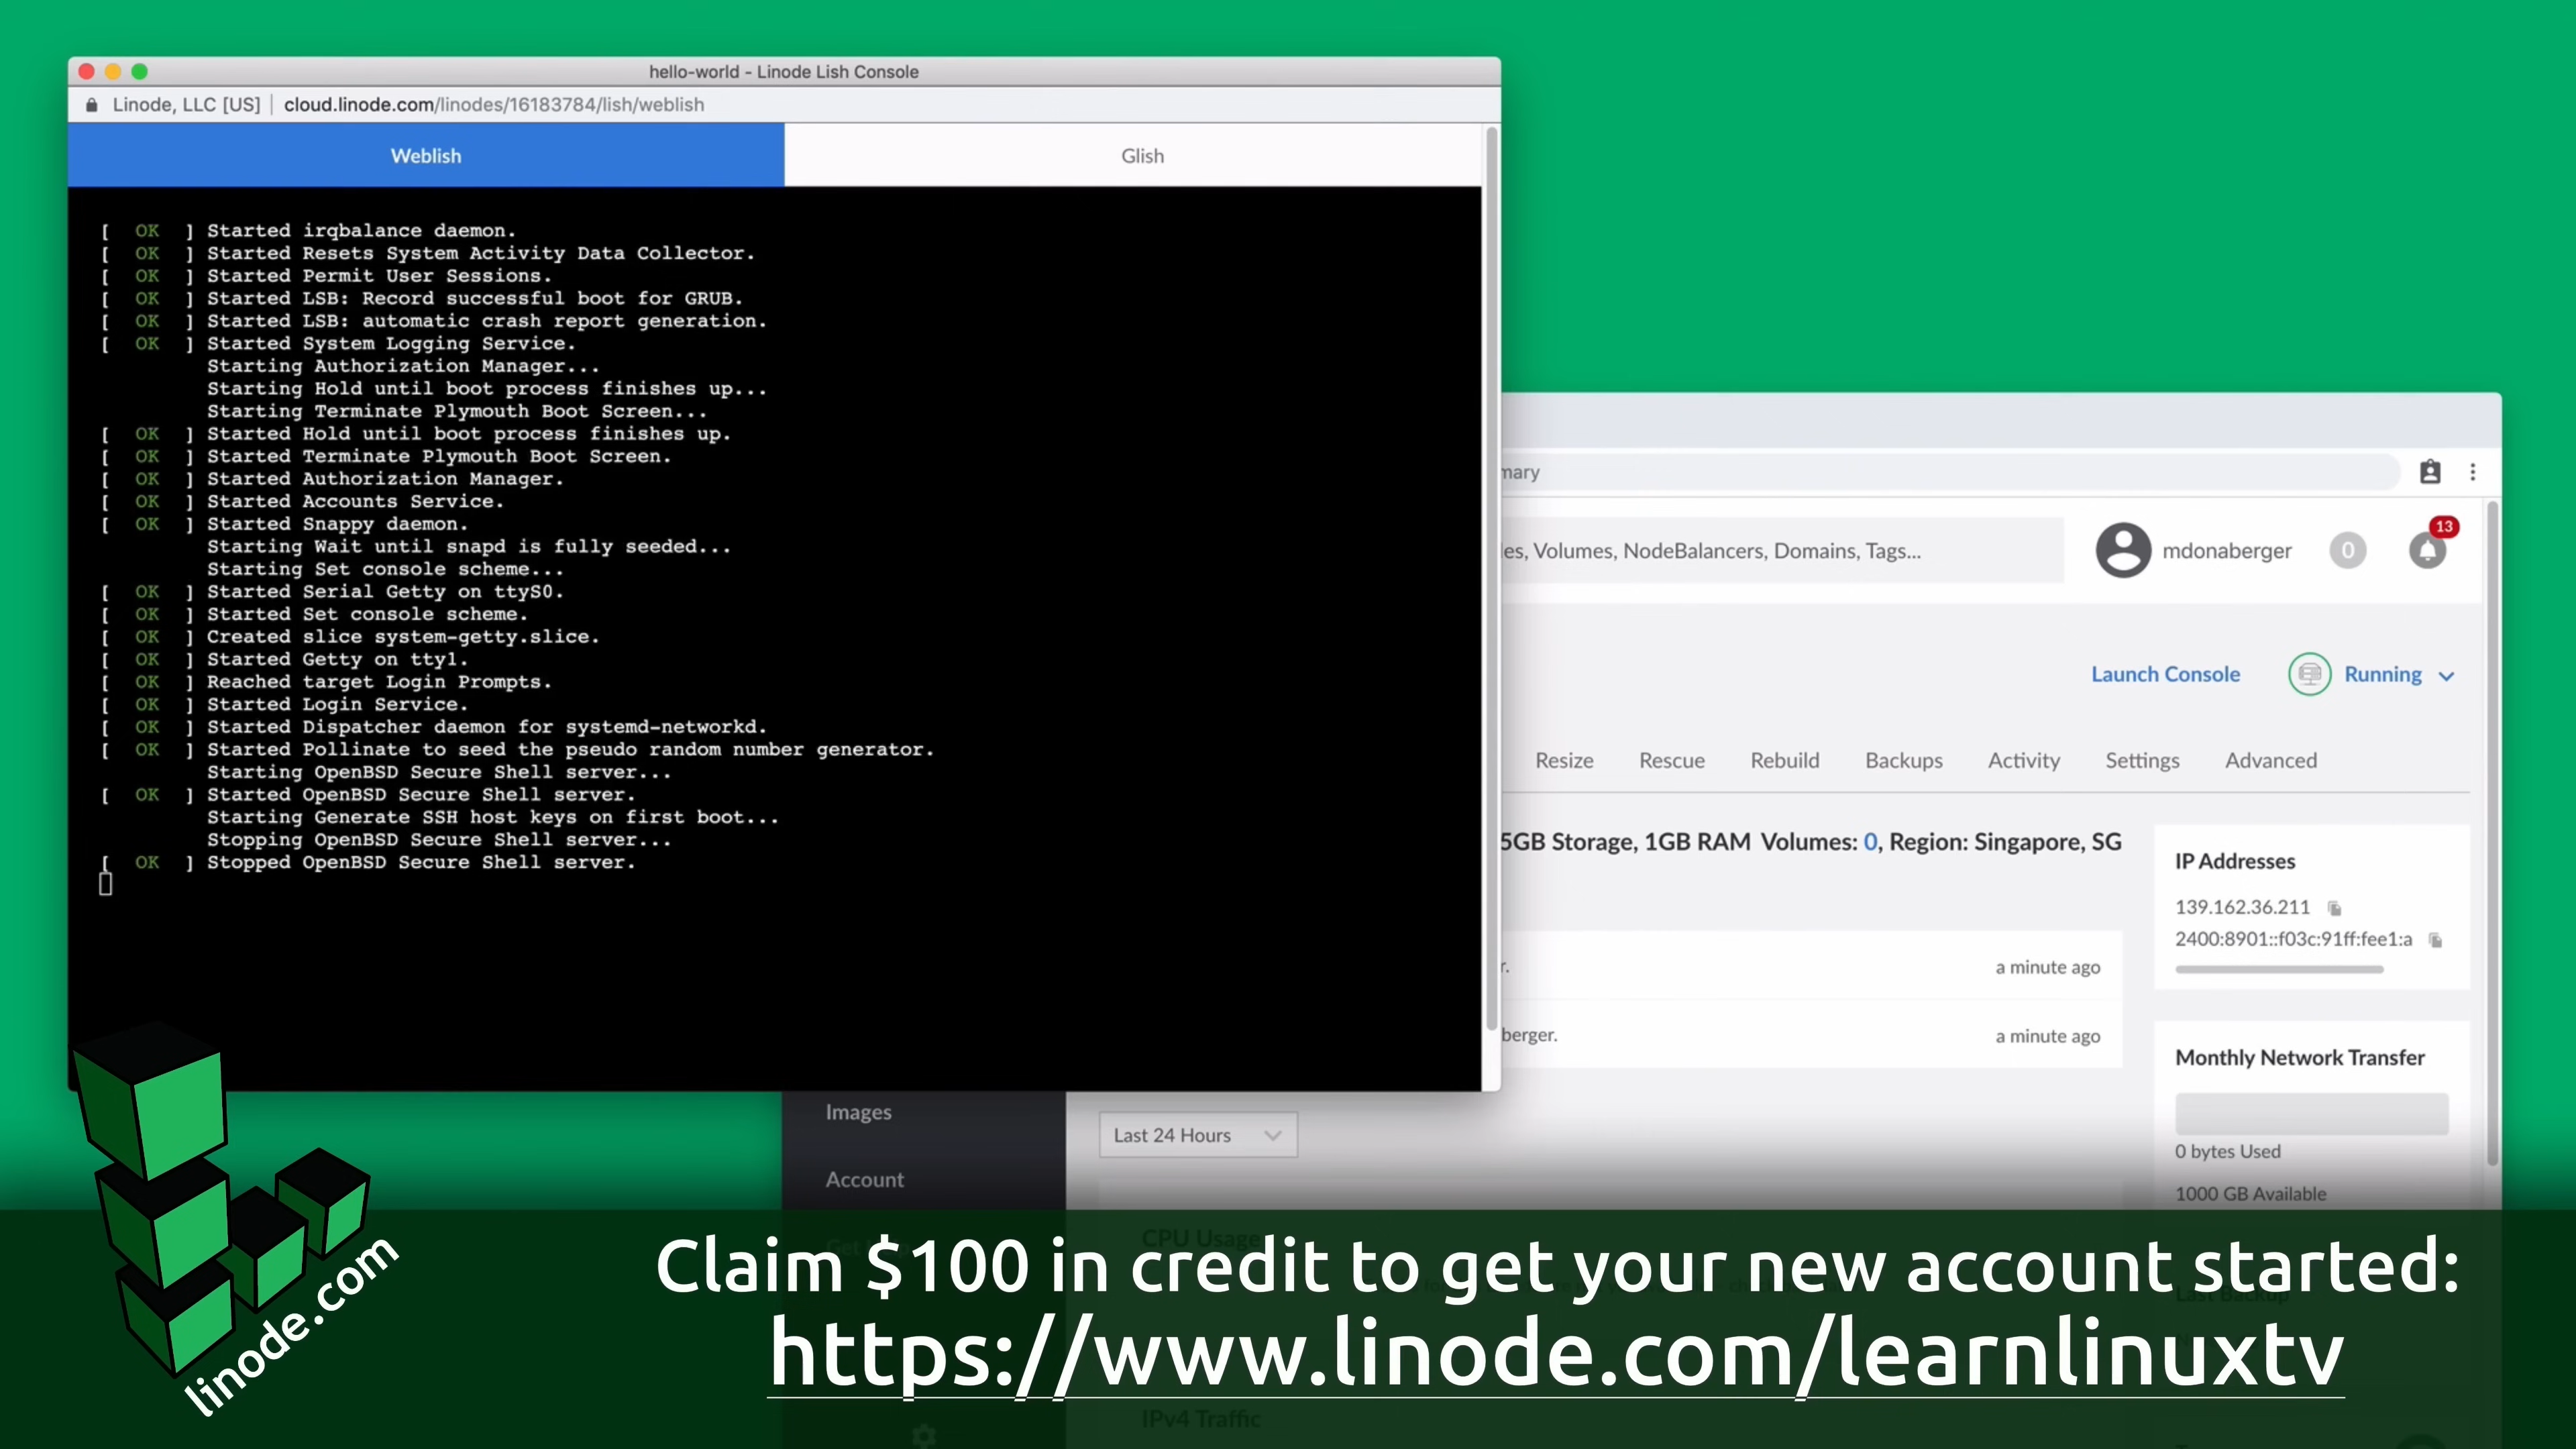 hello-world - Linode Lish Console
Linode, LLC [US] | cloud.linode.com/linodes/16183784/lish/weblish
Weblish
Glish
[ OK ] Started irqbalance daemon.
[ OK ] Started Resets System Activity Data Collector.
[ OK ] Started Permit User Sessions.
[ OK ] Started LSB: Record successful boot for GRUB.
[ OK ] Started LSB: automatic crash report generation.
[ OK ] Started System Logging Service.
Starting Authorization Manager...
Starting Hold until boot process finishes up...
Starting Terminate Plymouth Boot Screen...
[ OK ] Started Hold until boot process finishes up.
[ OK ] Started Terminate Plymouth Boot Screen.
[ OK ] Started Authorization Manager.
[ OK ] Started Accounts Service.
[ OK ] Started Snappy daemon.
Starting Wait until snapd is fully seeded...
Starting Set console scheme...
[ OK ] Started Serial Getty on ttyS0.
[ OK ] Started Set console scheme.
[ OK ] Created slice system-getty.slice.
[ OK ] Started Getty on tty1.
[ OK ] Reached target Login Prompts.
[ OK ] Started Login Service.
[ OK ] Started Dispatcher daemon for systemd-networkd.
[ OK ] Started Pollinate to seed the pseudo random number generator.
Starting OpenBSD Secure Shell server...
[ OK ] Started OpenBSD Secure Shell server.
Starting Generate SSH host keys on first boot...
Stopping OpenBSD Secure Shell server...
[ OK ] Stopped OpenBSD Secure Shell server.
mary
es, Volumes, NodeBalancers, Domains, Tags...
mdonaberger
0
13
Launch Console
Running
Resize Rescue Rebuild Backups Activity Settings Advanced
5GB Storage, 1GB RAM Volumes: 0, Region: Singapore, SG
IP Addresses
139.162.36.211
2400:8901::f03c:91ff:fee1:a
r. a minute ago
berger. a minute ago
Monthly Network Transfer
0 bytes Used
1000 GB Available
Images
Account
Last 24 Hours
CPU Usage
Last Backup
IPv4 Traffic
linode.com
Claim $100 in credit to get your new account started:
https://www.linode.com/learnlinuxtv